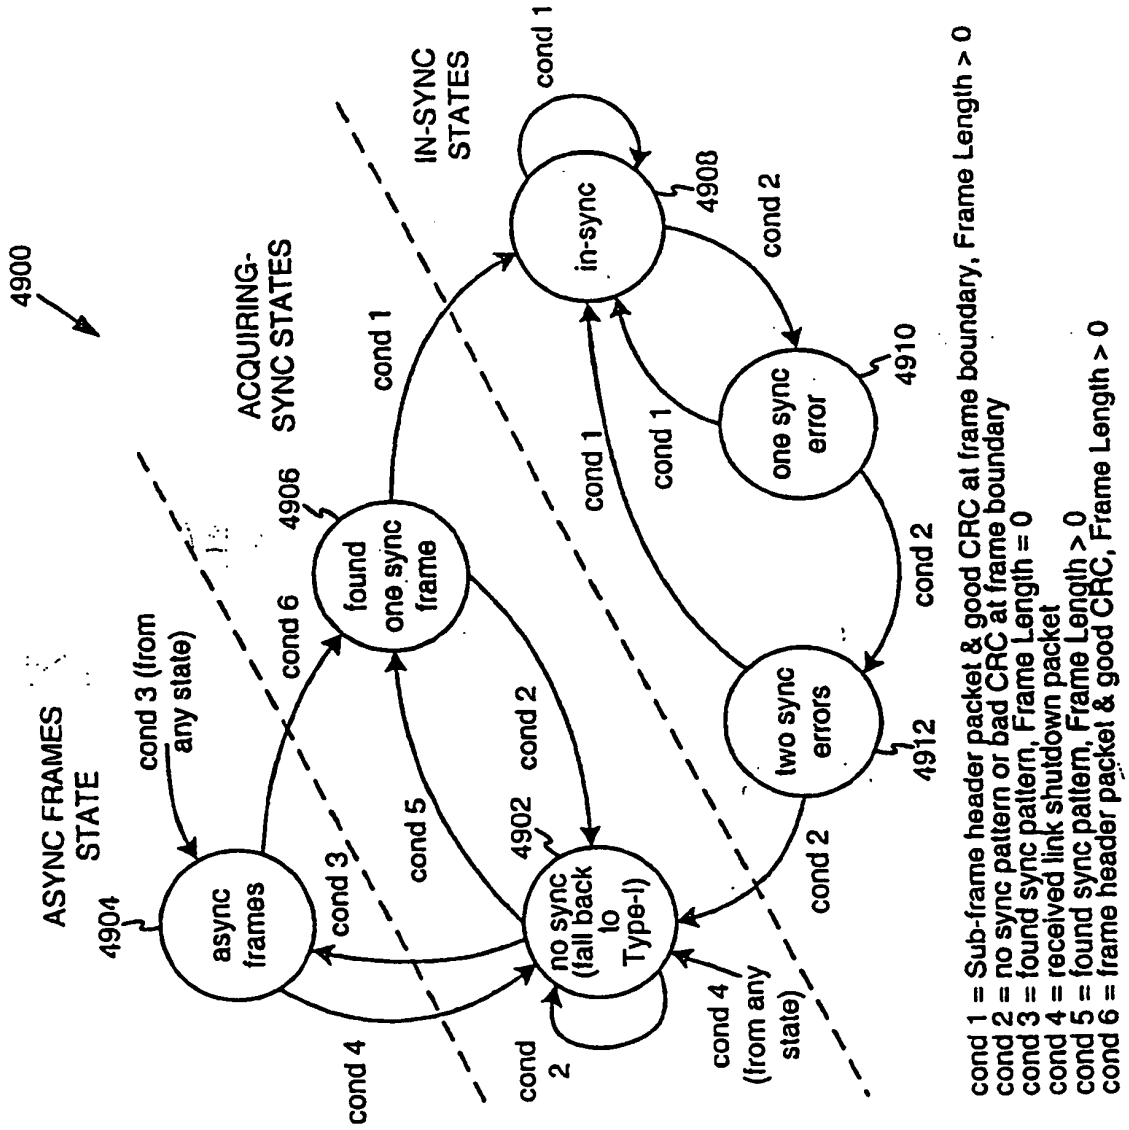 4900
ASYNC FRAMES
STATE
ACQUIRING-
SYNC STATES
IN-SYNC
STATES
4904
async
frames
cond 3 (from
any state)
cond 6
4906
found
one sync
frame
cond 1
cond 1
in-sync
4908
cond 3
cond 5
cond 2
cond 1
cond 1
cond 2
cond 4
4902
no sync
(fall back
to
Type-I)
cond
2
cond 4
(from any
state)
cond 2
two sync
errors
4912
cond 2
one sync
error
4910
cond 1 = Sub-frame header packet & good CRC at frame boundary, Frame Length > 0
cond 2 = no sync pattern or bad CRC at frame boundary
cond 3 = found sync pattern, Frame Length = 0
cond 4 = received link shutdown packet
cond 5 = found sync pattern, Frame Length > 0
cond 6 = frame header packet & good CRC, Frame Length > 0